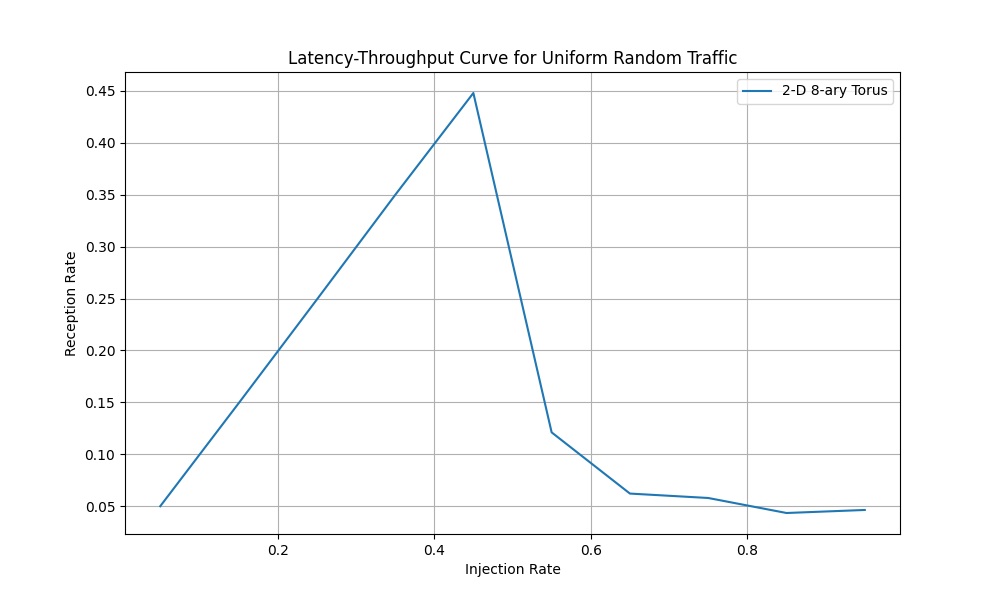 Latency-Throughput Curve for Uniform Random Traffic
2-D 8-ary Torus
0.45
0.40
0.35
0.30
0.25
0.20
0.15
0.10
0.05
Reception Rate
0.2 0.4 0.6 0.8
Injection Rate